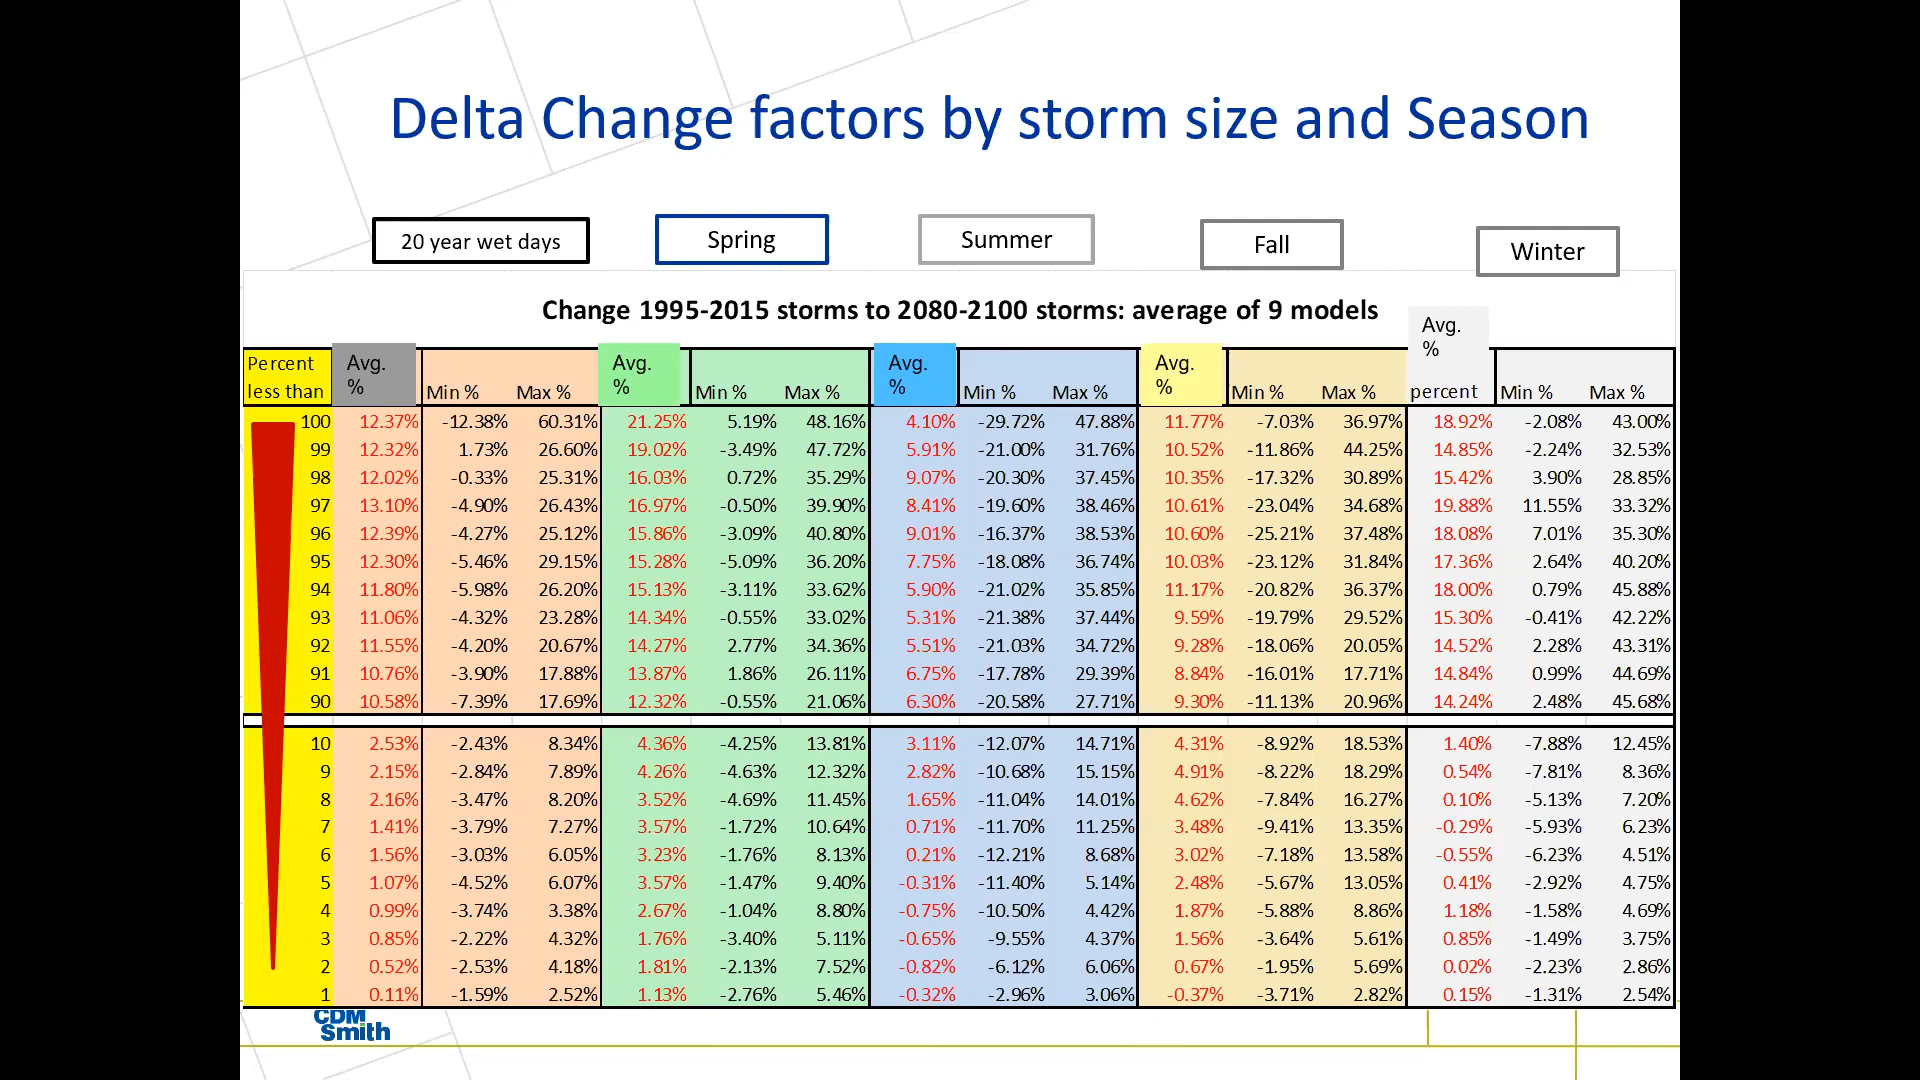 Delta Change factors by storm size and Season
20 year wet days Spring Summer Fall Winter
Change 1995-2015 storms to 2080-2100 storms: average of 9 models
Percent less than Avg. % Min % Max % Avg. % Min % Max % Avg. % Min % Max % Avg. % Min % Max % Avg. % percent Min % Max %
100 12.37% -12.38% 60.31% 21.25% 5.19% 48.16% 4.10% -29.72% 47.88% 11.77% -7.03% 36.97% 18.92% -2.08% 43.00%
99 12.32% 1.73% 26.60% 19.02% -3.49% 47.72% 5.91% -21.00% 31.76% 10.52% -11.86% 44.25% 14.85% -2.24% 32.53%
98 12.02% -0.33% 25.31% 16.03% 0.72% 35.29% 9.07% -20.30% 37.45% 10.35% -17.32% 30.89% 15.42% 3.90% 28.85%
97 13.10% -4.90% 26.43% 16.97% -0.50% 39.90% 8.41% -19.60% 38.46% 10.61% -23.04% 34.68% 19.88% 11.55% 33.32%
96 12.39% -4.27% 25.12% 15.86% -3.09% 40.80% 9.01% -16.37% 38.53% 10.60% -25.21% 37.48% 18.08% 7.01% 35.30%
95 12.30% -5.46% 29.15% 15.28% -5.09% 36.20% 7.75% -18.08% 36.74% 10.03% -23.12% 31.84% 17.36% 2.64% 40.20%
94 11.80% -5.98% 26.20% 15.13% -3.11% 33.62% 5.90% -21.02% 35.85% 11.17% -20.82% 36.37% 18.00% 0.79% 45.88%
93 11.06% -4.32% 23.28% 14.34% -0.55% 33.02% 5.31% -21.38% 37.44% 9.59% -19.79% 29.52% 15.30% -0.41% 42.22%
92 11.55% -4.20% 20.67% 14.27% 2.77% 34.36% 5.51% -21.03% 34.72% 9.28% -18.06% 20.05% 14.52% 2.28% 43.31%
91 10.76% -3.90% 17.88% 13.87% 1.86% 26.11% 6.75% -17.78% 29.39% 8.84% -16.01% 17.71% 14.84% 0.99% 44.69%
90 10.58% -7.39% 17.69% 12.32% -0.55% 21.06% 6.30% -20.58% 27.71% 9.30% -11.13% 20.96% 14.24% 2.48% 45.68%
10 2.53% -2.43% 8.34% 4.36% -4.25% 13.81% 3.11% -12.07% 14.71% 4.31% -8.92% 18.53% 1.40% -7.88% 12.45%
9 2.15% -2.84% 7.89% 4.26% -4.63% 12.32% 2.82% -10.68% 15.15% 4.91% -8.22% 18.29% 0.54% -7.81% 8.36%
8 2.16% -3.47% 8.20% 3.52% -4.69% 11.45% 1.65% -11.04% 14.01% 4.62% -7.84% 16.27% 0.10% -5.13% 7.20%
7 1.41% -3.79% 7.27% 3.57% -1.72% 10.64% 0.71% -11.70% 11.25% 3.48% -9.41% 13.35% -0.29% -5.93% 6.23%
6 1.56% -3.03% 6.05% 3.23% -1.76% 8.13% 0.21% -12.21% 8.68% 3.02% -7.18% 13.58% -0.55% -6.23% 4.51%
5 1.07% -4.52% 6.07% 3.57% -1.47% 9.40% -0.31% -11.40% 5.14% 2.48% -5.67% 13.05% 0.41% -2.92% 4.75%
4 0.99% -3.74% 3.38% 2.67% -1.04% 8.80% -0.75% -10.50% 4.42% 1.87% -5.88% 8.86% 1.18% -1.58% 4.69%
3 0.85% -2.22% 4.32% 1.76% -3.40% 5.11% -0.65% -9.55% 4.37% 1.56% -3.64% 5.61% 0.85% -1.49% 3.75%
2 0.52% -2.53% 4.18% 1.81% -2.13% 7.52% -0.82% -6.12% 6.06% 0.67% -1.95% 5.69% 0.02% -2.23% 2.86%
1 0.11% -1.59% 2.52% 1.13% -2.76% 5.46% -0.32% -2.96% 3.06% -0.37% -3.71% 2.82% 0.15% -1.31% 2.54%
CDM
Smith